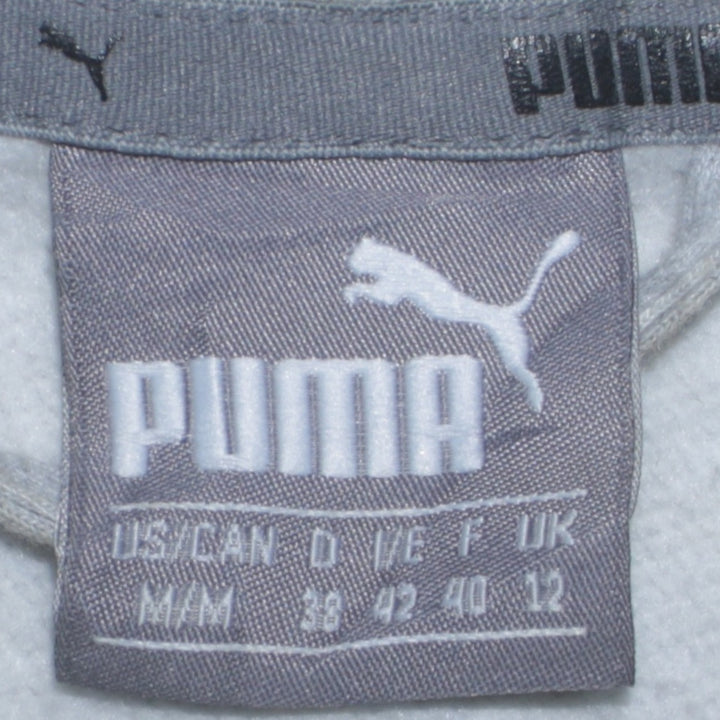 PUMA
PUMA
US/CAN D I/E F UK
M/M 38 42 40 12